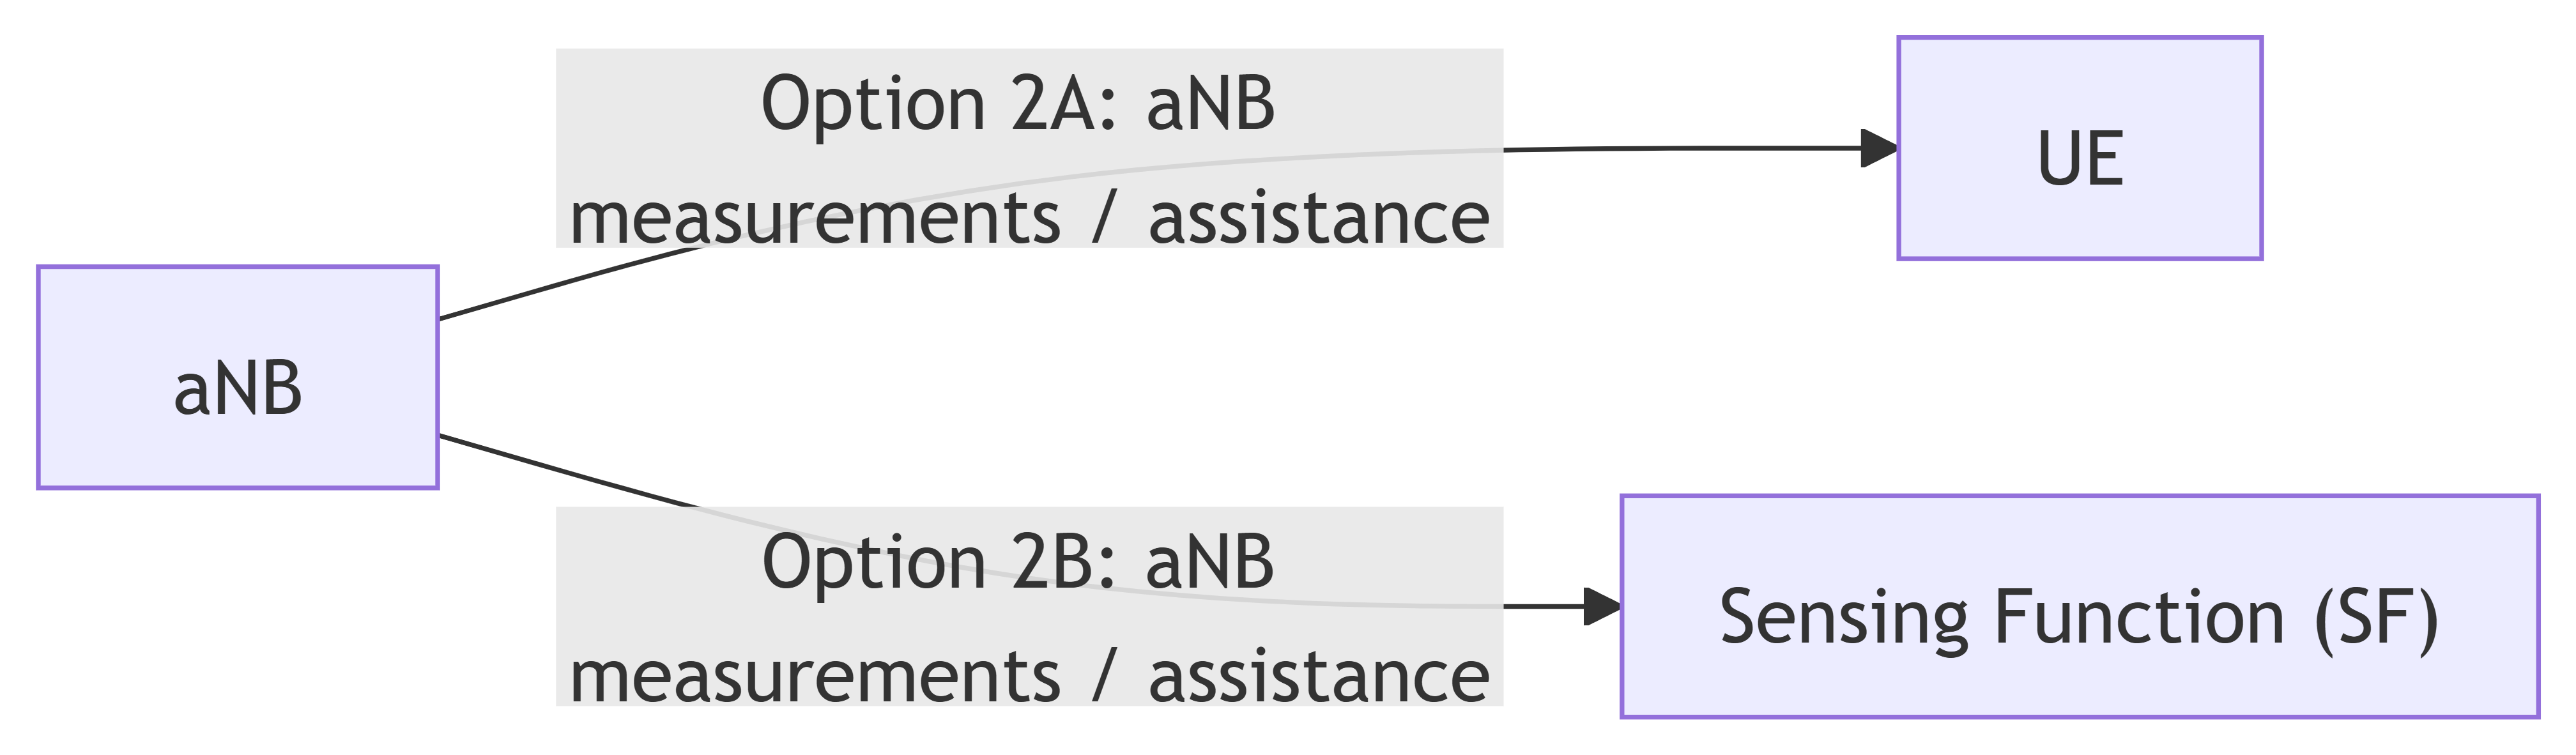 Option 2A: aNB
measurements / assistance
UE
aNB
Option 2B: aNB
measurements / assistance
Sensing Function (SF)